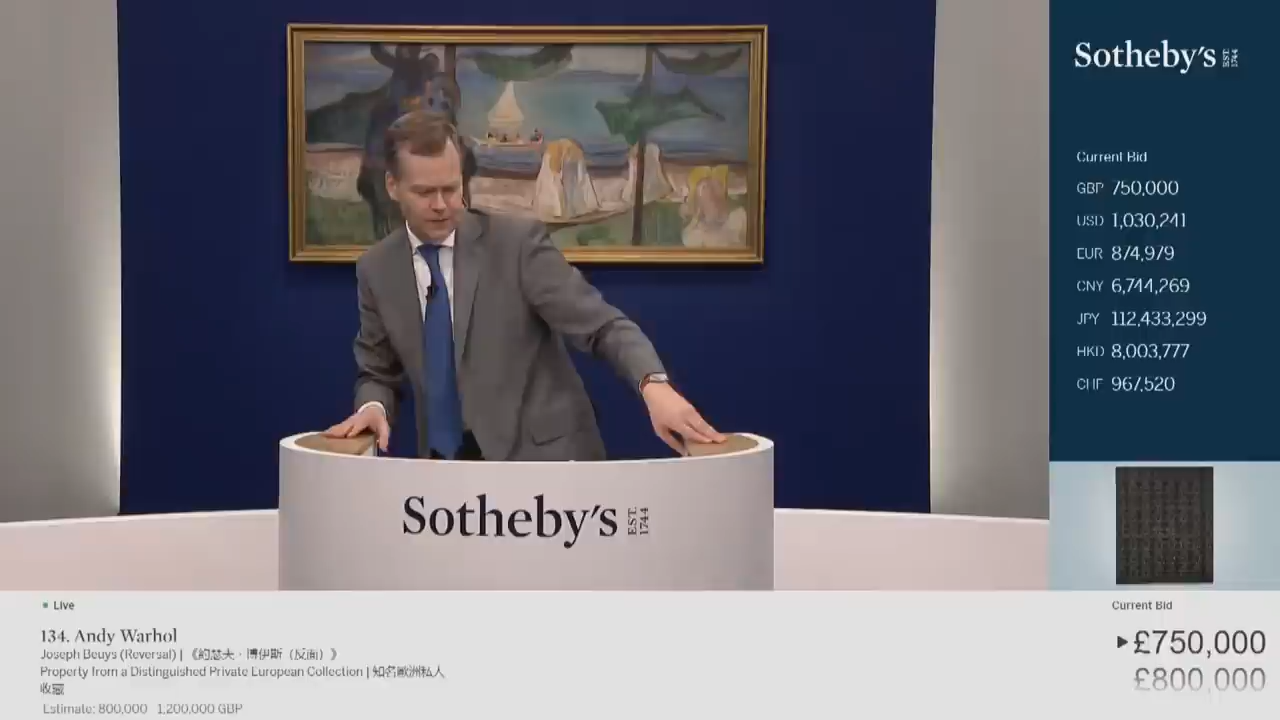 Sotheby's EST. 1744
Current Bid
GBP 750,000
USD 1,030,241
EUR 874,979
CNY 6,744,269
JPY 112,433,299
HKD 8,003,777
CHF 967,520
Sotheby's EST. 1744
Live
134. Andy Warhol
Joseph Beuys (Reversal) | 《約瑟夫・博伊斯（反面）》
Property from a Distinguished Private European Collection | 知名歐洲私人
收藏
Estimate: 800,000 1,200,000 GBP
Current Bid
£750,000
£800,000